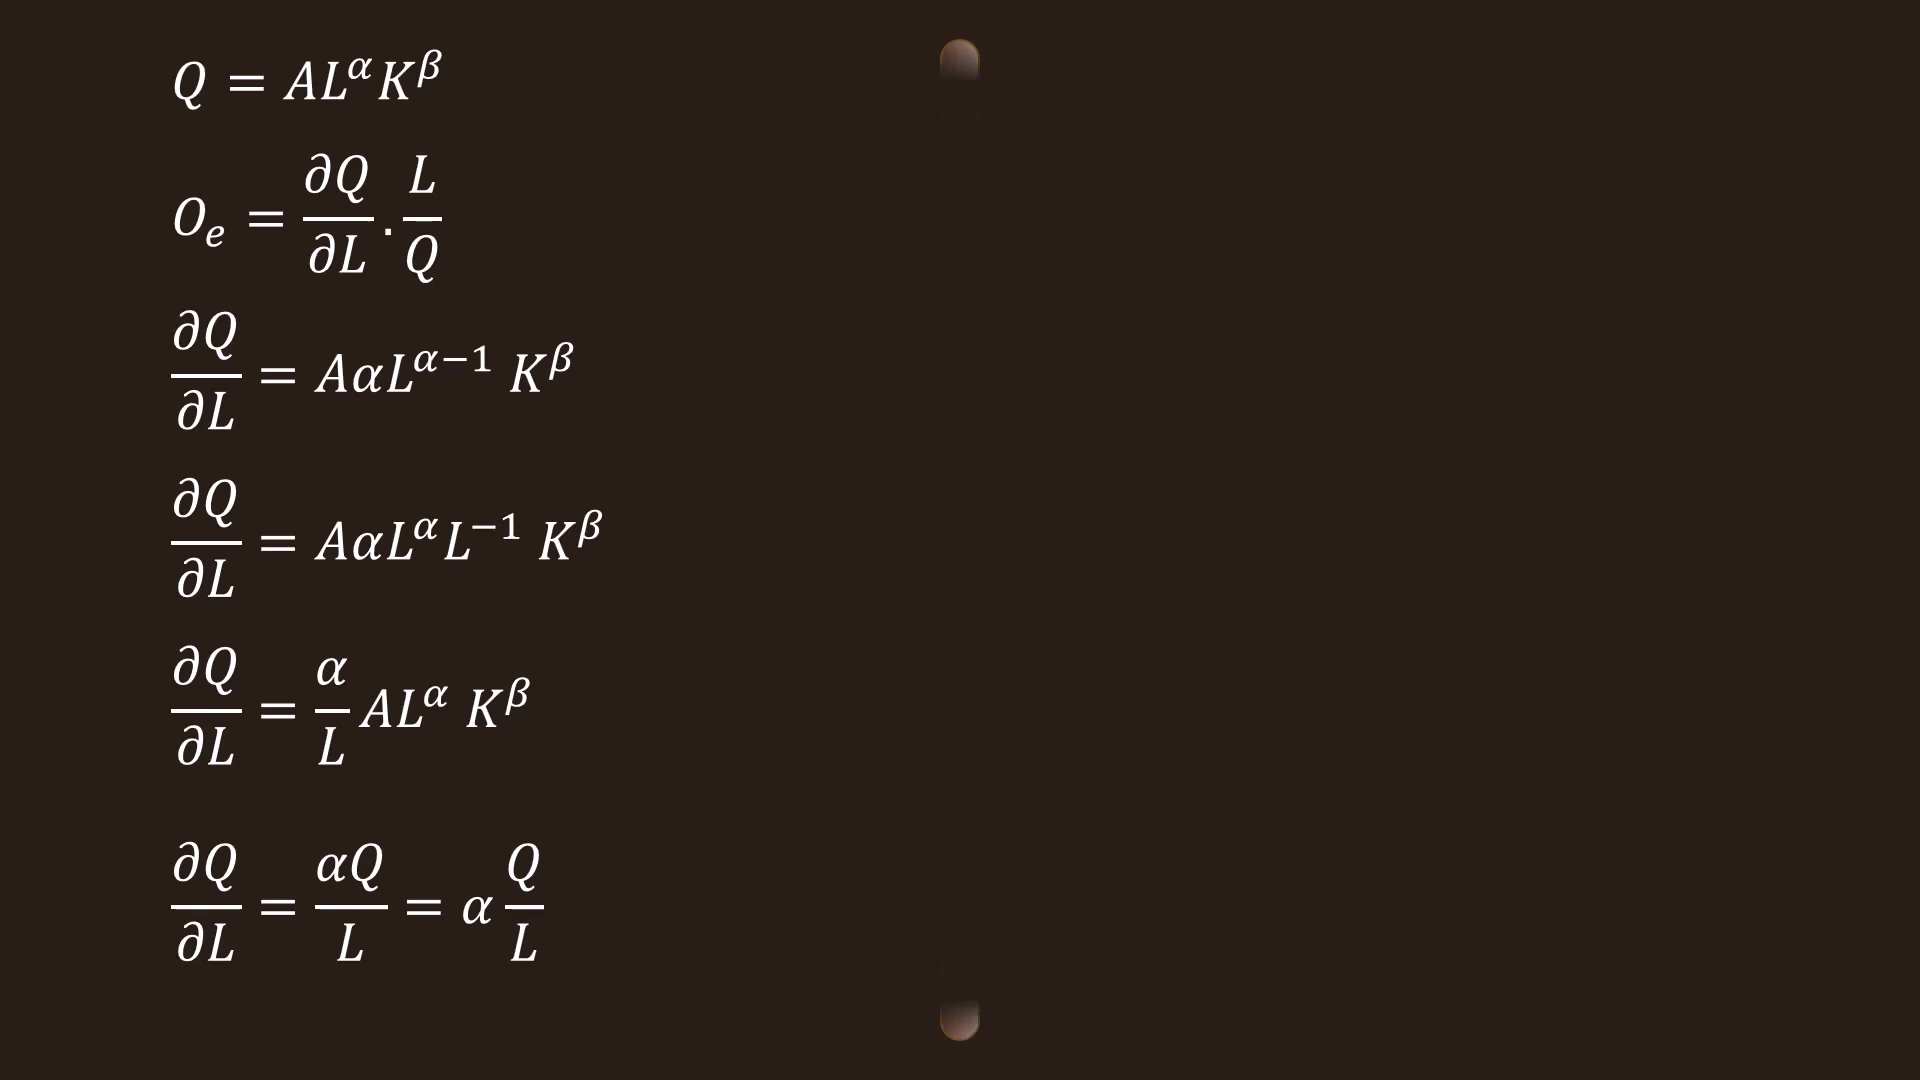 Q = AL^α K^β
O_e = ∂Q/∂L . L/Q
∂Q/∂L = AαL^(α−1) K^β
∂Q/∂L = AαL^α L^(−1) K^β
∂Q/∂L = α/L AL^α K^β
∂Q/∂L = αQ/L = α Q/L